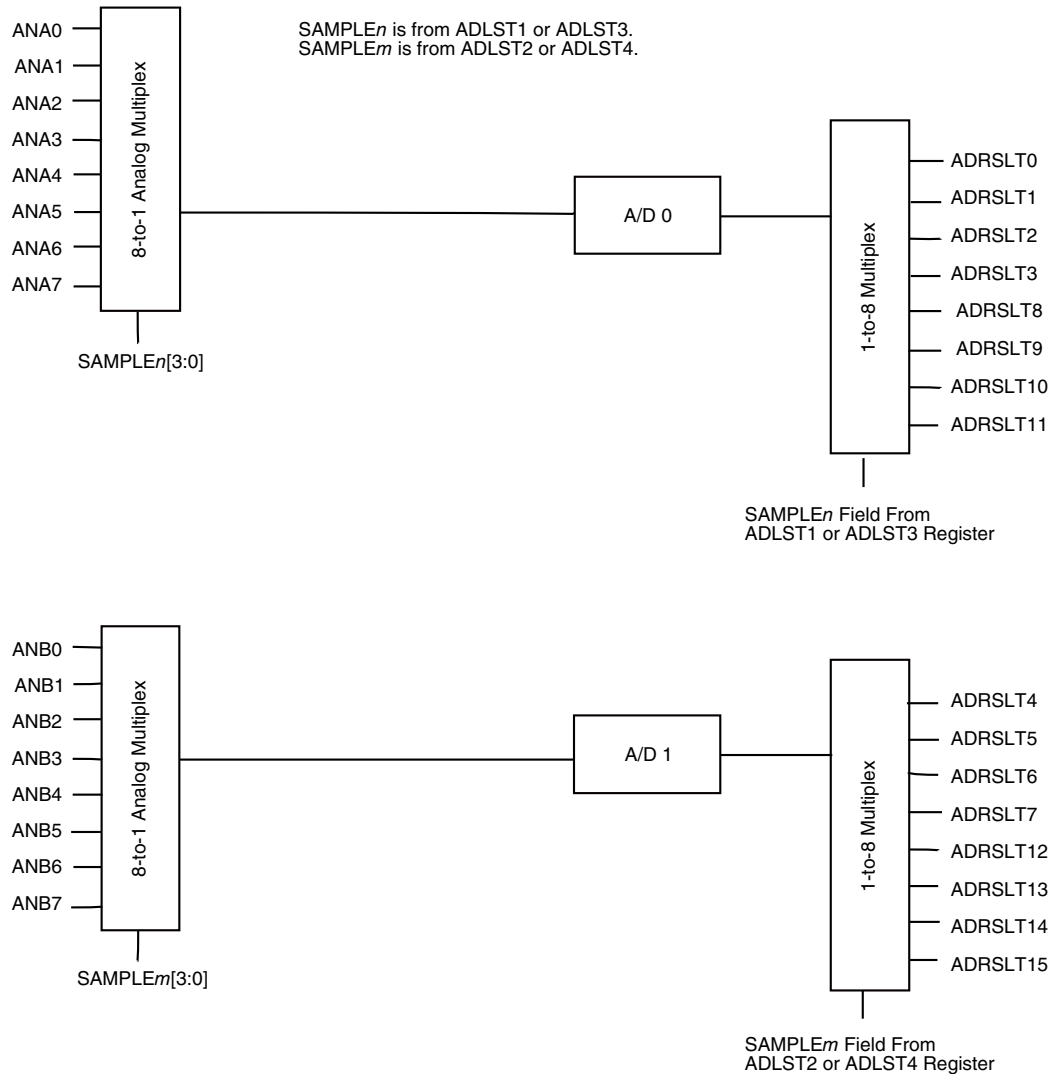 SAMPLEn is from ADLST1 or ADLST3.
SAMPLEm is from ADLST2 or ADLST4.
ANA0
ANA1
ANA2
ANA3
ANA4
ANA5
ANA6
ANA7
8-to-1 Analog Multiplex
SAMPLEn[3:0]
A/D 0
1-to-8 Multiplex
ADRSLT0
ADRSLT1
ADRSLT2
ADRSLT3
ADRSLT8
ADRSLT9
ADRSLT10
ADRSLT11
SAMPLEn Field From
ADLST1 or ADLST3 Register
ANB0
ANB1
ANB2
ANB3
ANB4
ANB5
ANB6
ANB7
8-to-1 Analog Multiplex
SAMPLEm[3:0]
A/D 1
1-to-8 Multiplex
ADRSLT4
ADRSLT5
ADRSLT6
ADRSLT7
ADRSLT12
ADRSLT13
ADRSLT14
ADRSLT15
SAMPLEm Field From
ADLST2 or ADLST4 Register